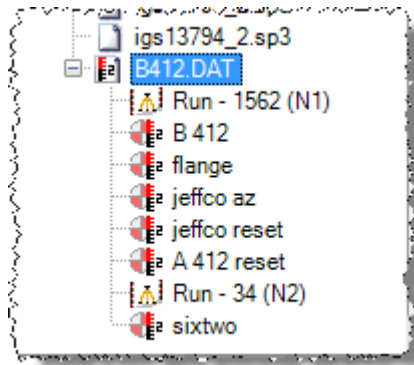 igs13794_2.sp3
B412.DAT
Run - 1562 (N1)
B 412
flange
jeffco az
jeffco reset
A 412 reset
Run - 34 (N2)
sixtwo